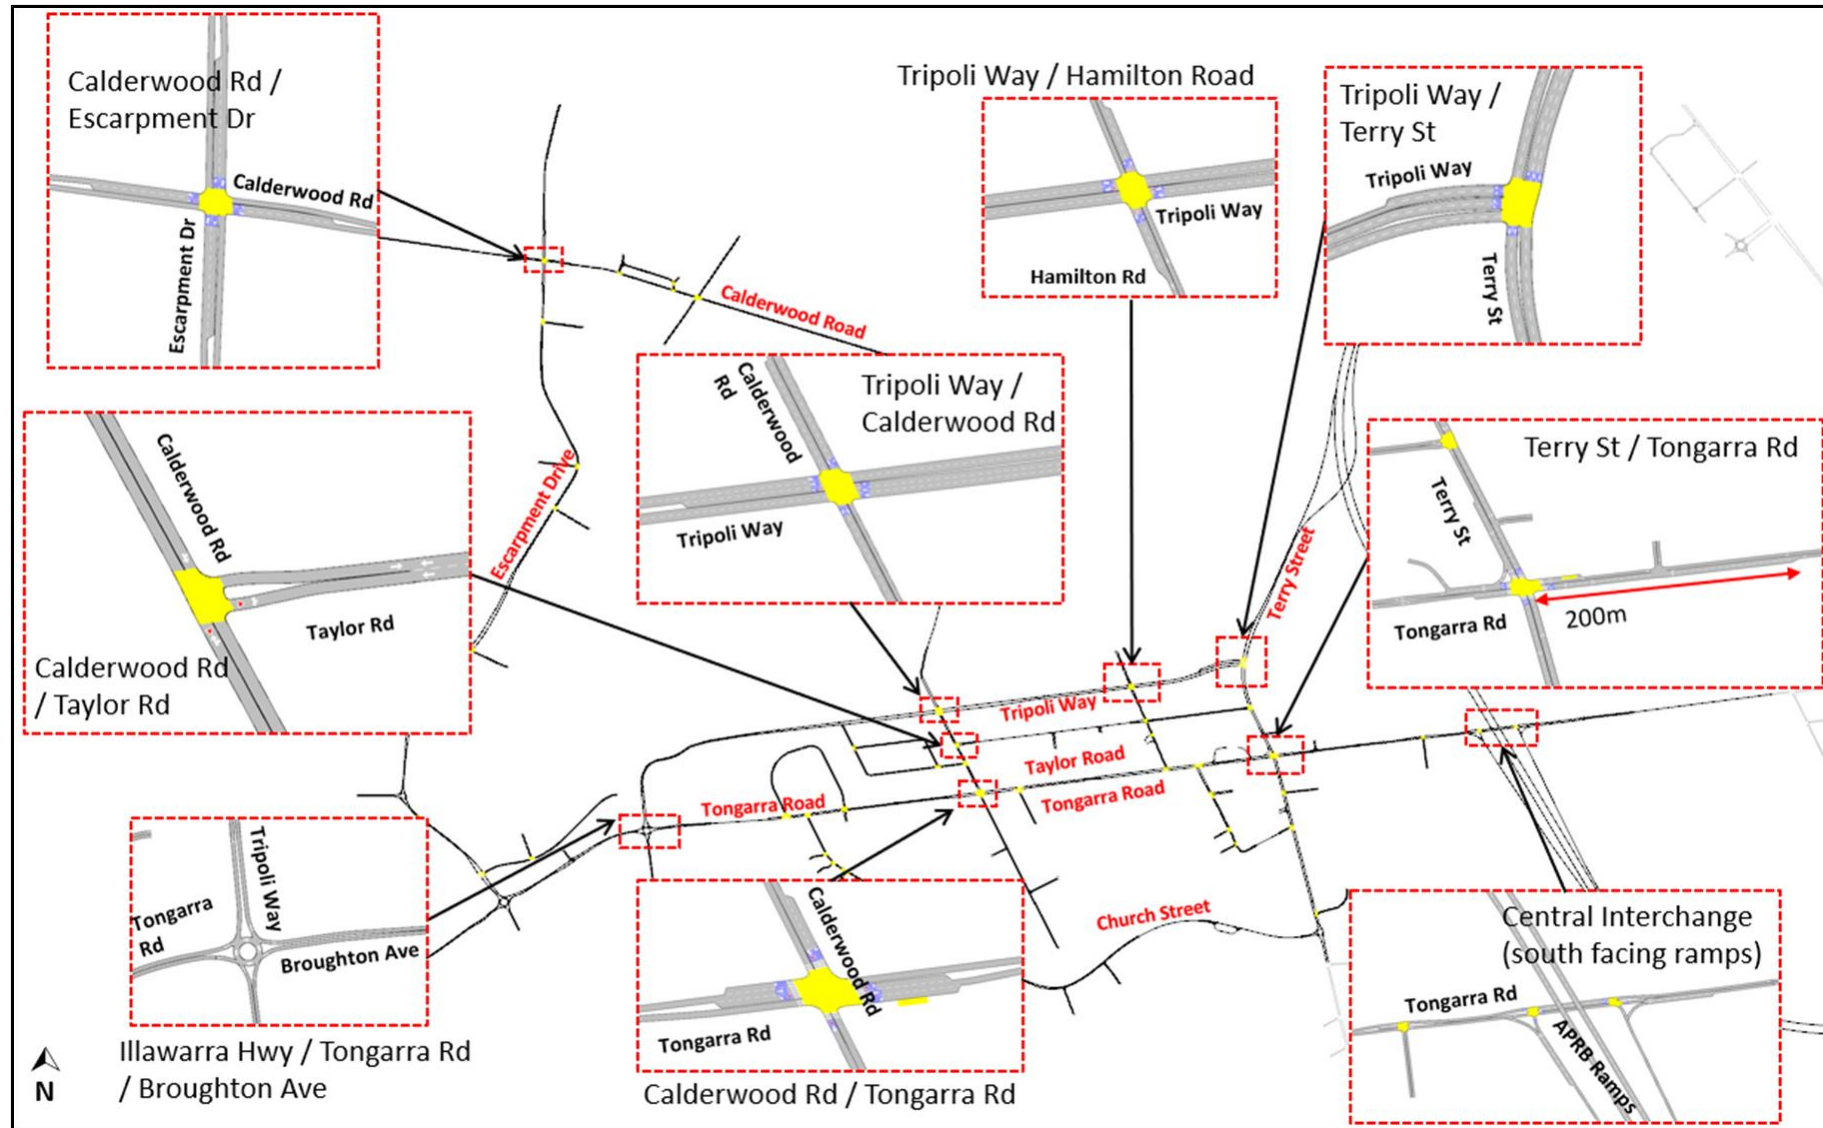 Calderwood Rd /
Escarpment Dr
Calderwood Rd
Escarpment Dr
Tripoli Way / Hamilton Road
Tripoli Way
Hamilton Rd
Tripoli Way /
Terry St
Tripoli Way
Terry St
Calderwood Road
Calderwood
Rd
Tripoli Way /
Calderwood Rd
Tripoli Way
Calderwood Rd
Taylor Rd
Calderwood Rd
/ Taylor Rd
Escarpment Drive
Terry Street
Terry St / Tongarra Rd
Terry St
Tongarra Rd
200m
Tripoli Way
Taylor Road
Tongarra Road
Tongarra Road
Church Street
Tripoli Way
Tongarra
Rd
Broughton Ave
Illawarra Hwy / Tongarra Rd
/ Broughton Ave
N
Calderwood Rd
Tongarra Rd
Calderwood Rd / Tongarra Rd
Central Interchange
(south facing ramps)
Tongarra Rd
APRB Ramps